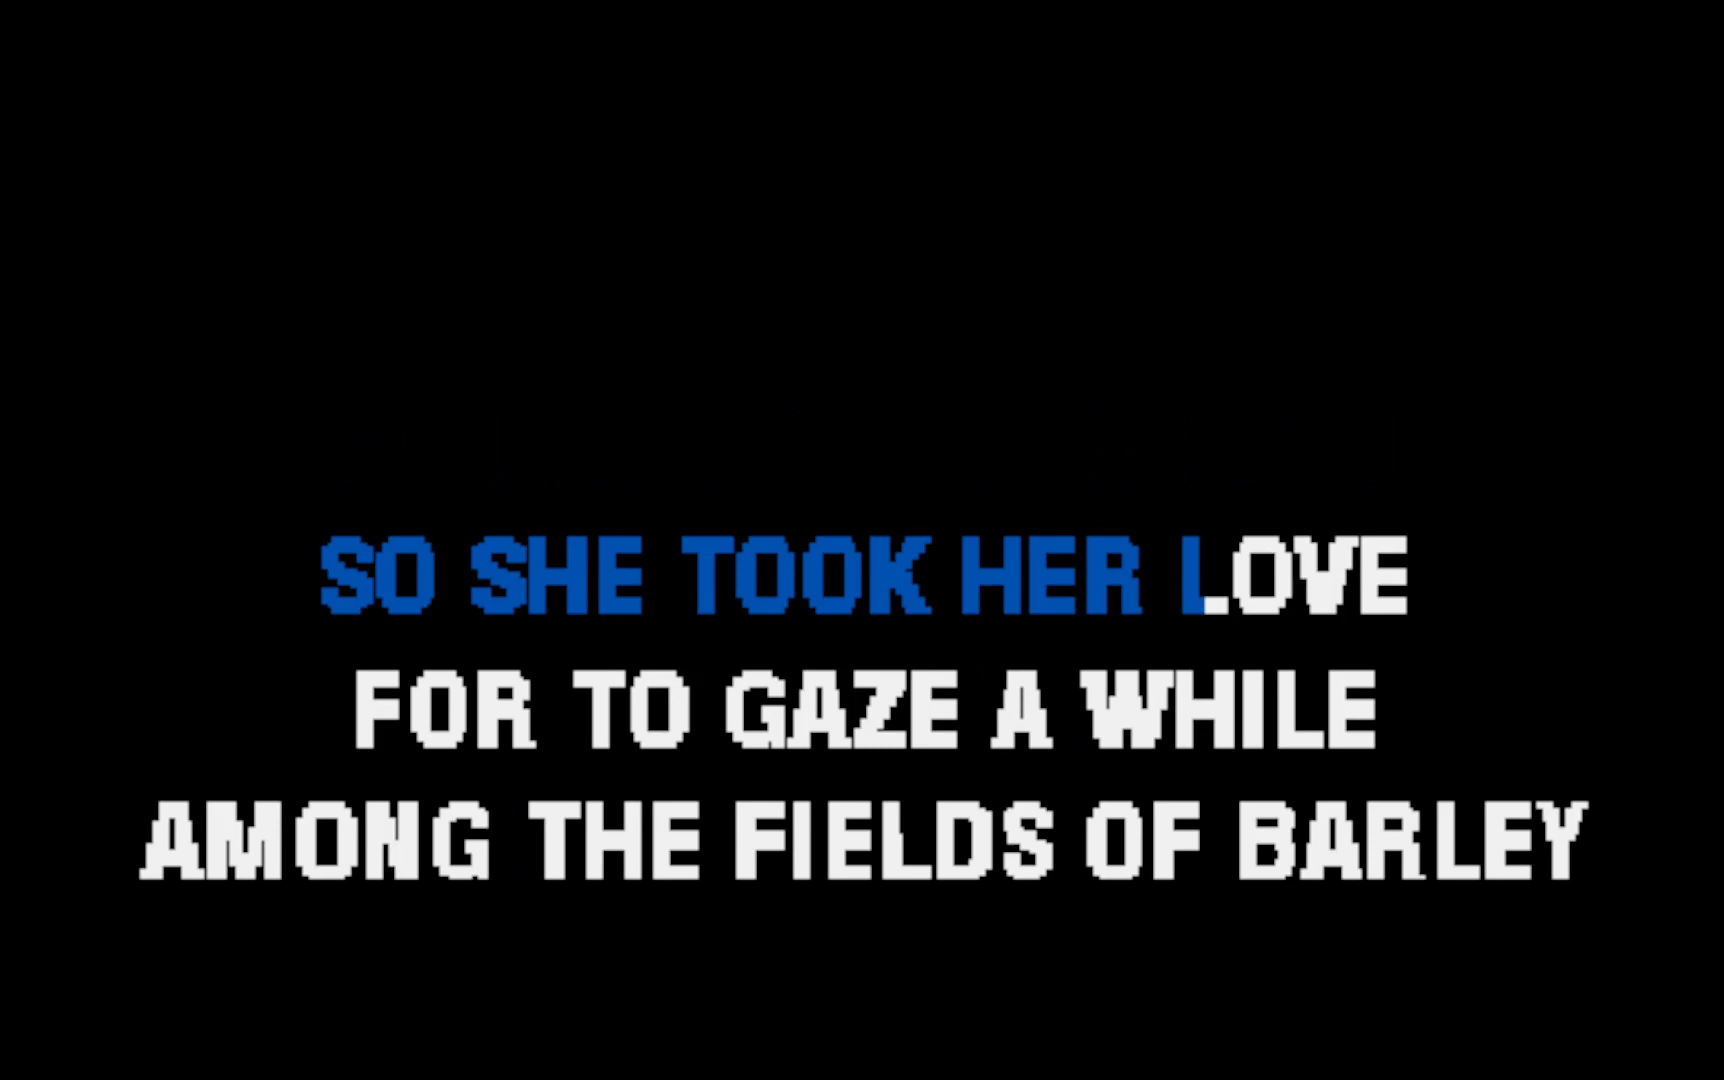 SO SHE TOOK HER LOVE
FOR TO GAZE A WHILE
AMONG THE FIELDS OF BARLEY